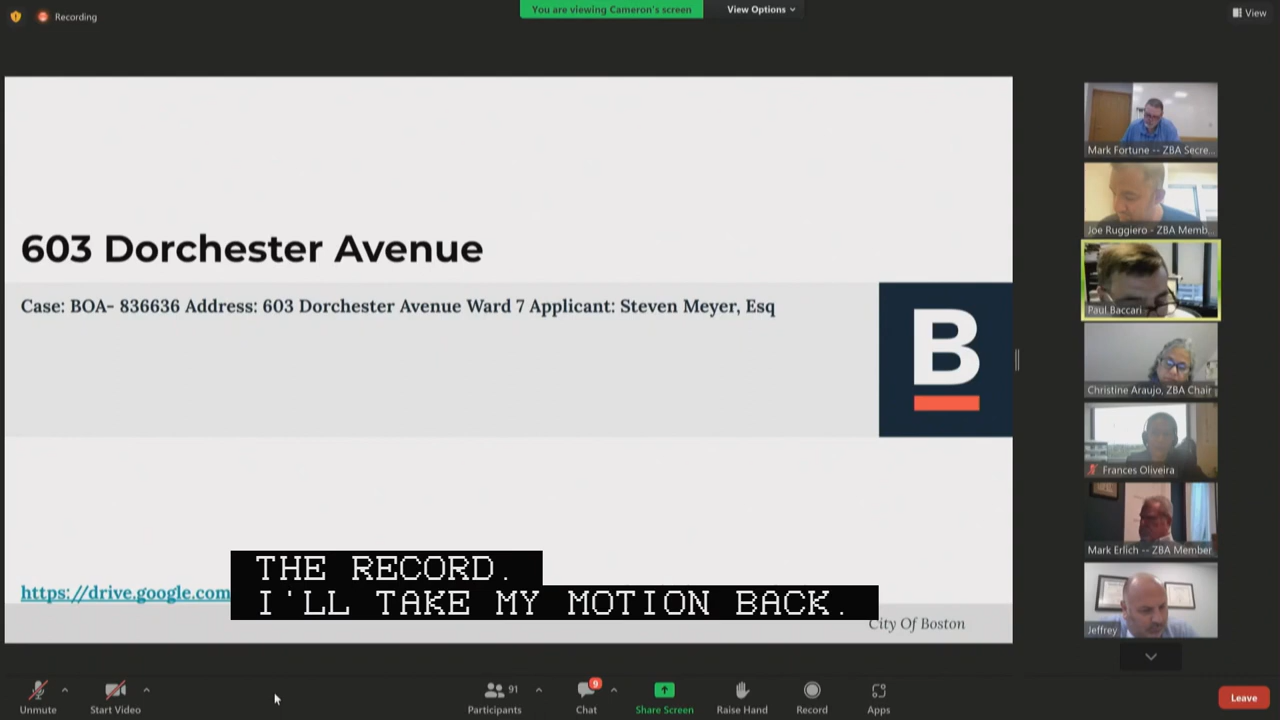 Recording
You are viewing Cameron's screen
View Options
View
603 Dorchester Avenue
Case: BOA- 836636 Address: 603 Dorchester Avenue Ward 7 Applicant: Steven Meyer, Esq
B
https://drive.google.com
THE RECORD.
I'LL TAKE MY MOTION BACK.
City Of Boston
Mark Fortune -- ZBA Secre...
Joe Ruggiero - ZBA Memb...
Paul Baccari
Christine Araujo, ZBA Chair
Frances Oliveira
Mark Erlich -- ZBA Member
Jeffrey
Unmute
Start Video
91
Participants
9
Chat
Share Screen
Raise Hand
Record
Apps
Leave